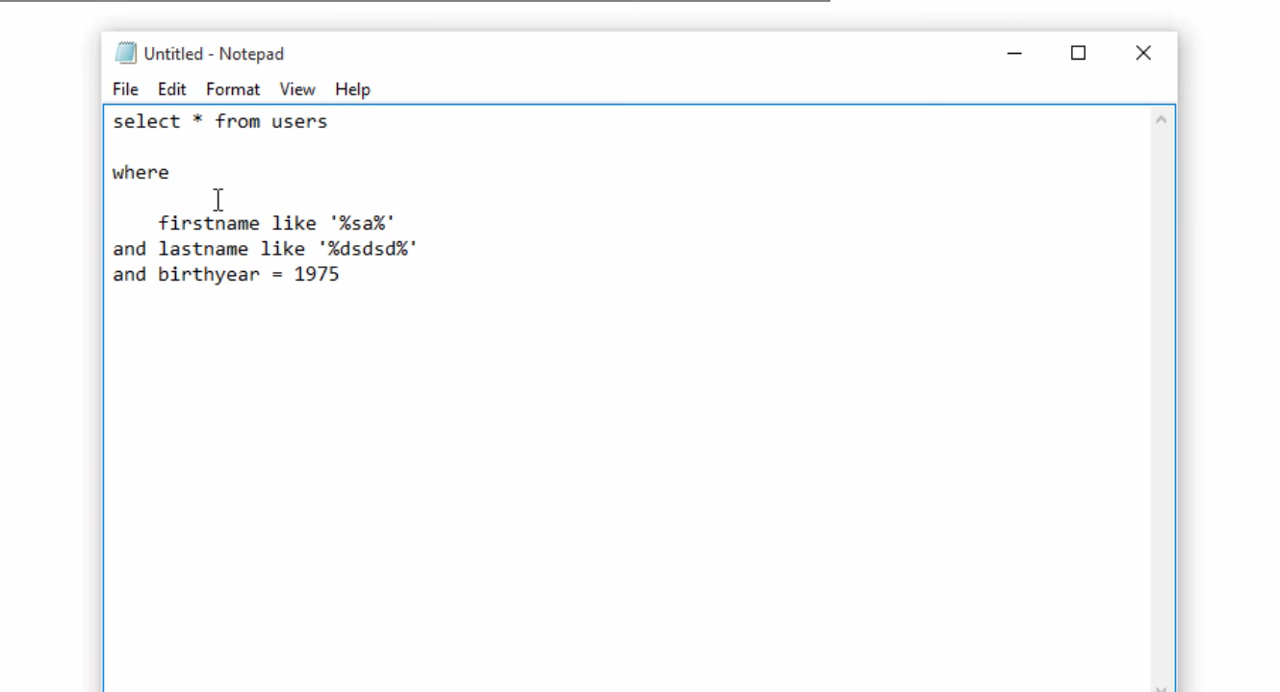 Untitled - Notepad
File Edit Format View Help
select * from users
where
firstname like '%sa%'
and lastname like '%dsdsd%'
and birthyear = 1975